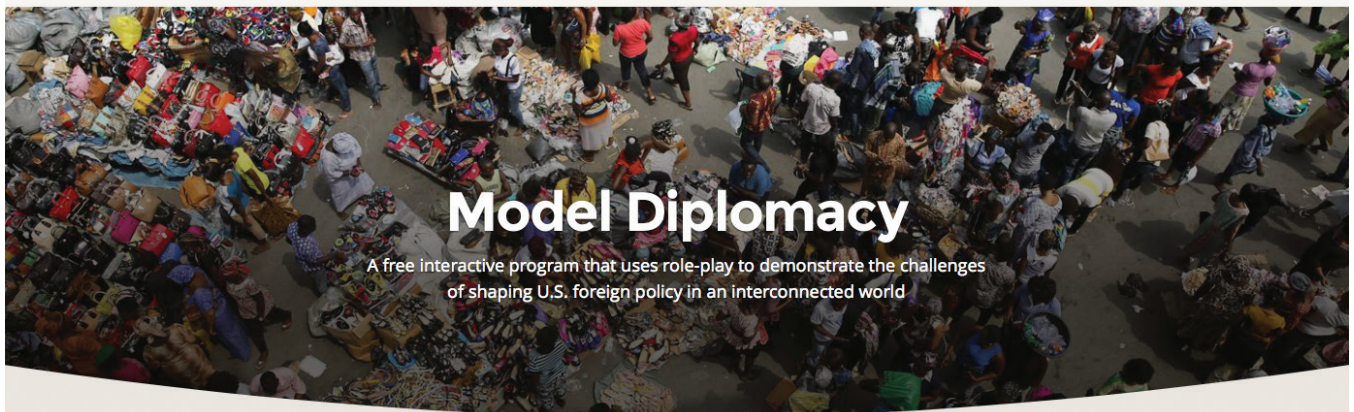 Model Diplomacy
A free interactive program that uses role-play to demonstrate the challenges
of shaping U.S. foreign policy in an interconnected world